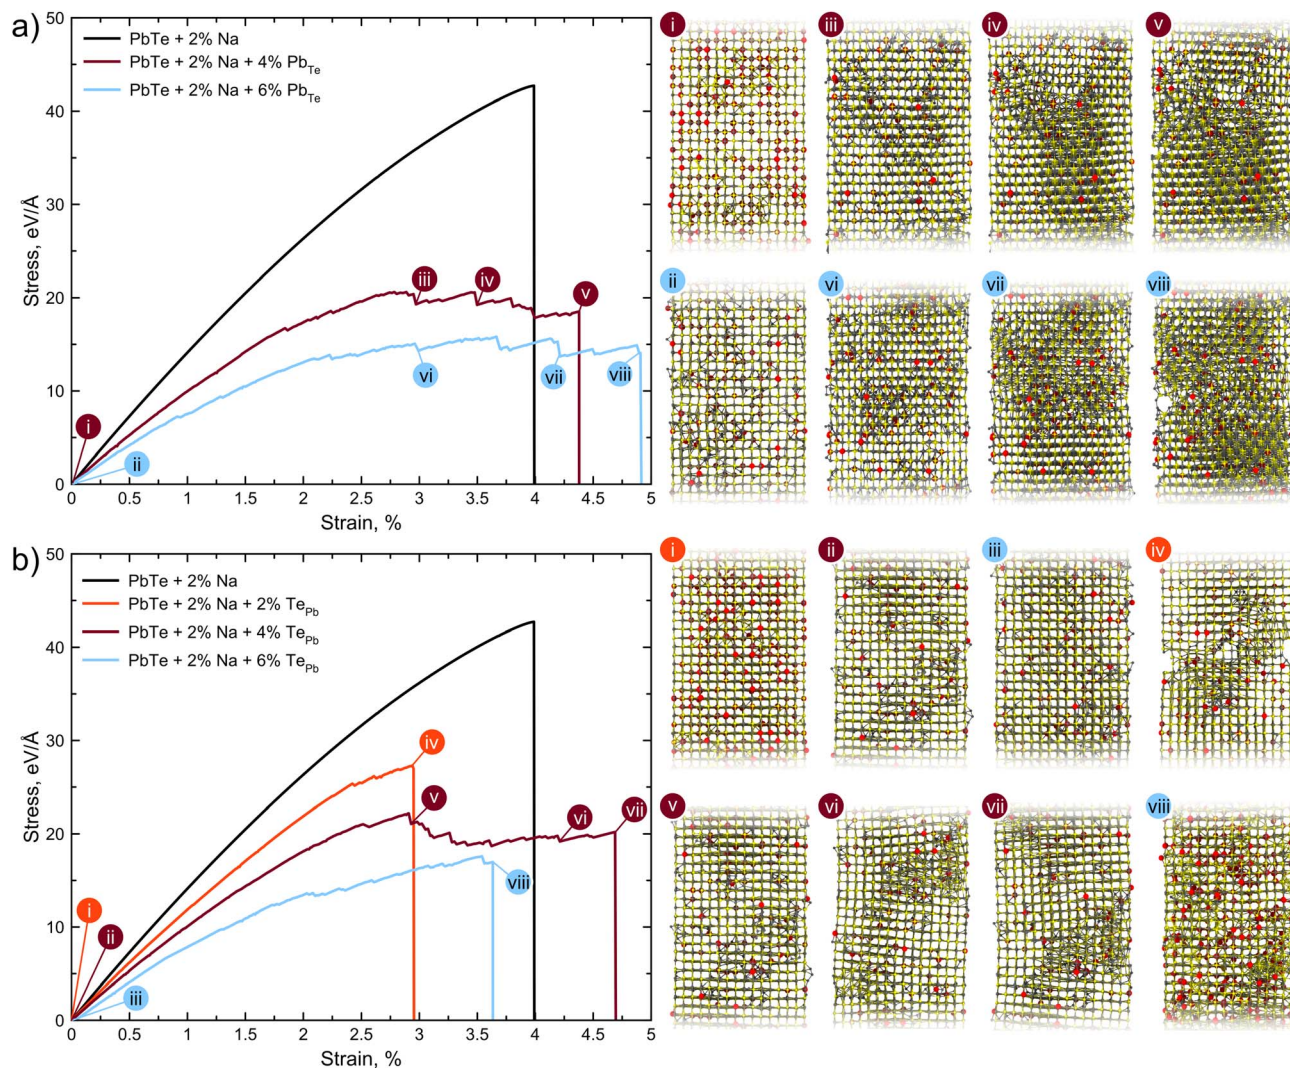 a)
PbTe + 2% Na
PbTe + 2% Na + 4% Pb_Te
PbTe + 2% Na + 6% Pb_Te
Stress, eV/Å
50
40
30
20
10
0
0 0.5 1 1.5 2 2.5 3 3.5 4 4.5 5
Strain, %
i
ii
iii
iv
v
vi
vii
viii
i iii iv v
ii vi vii viii
b)
PbTe + 2% Na
PbTe + 2% Na + 2% Te_Pb
PbTe + 2% Na + 4% Te_Pb
PbTe + 2% Na + 6% Te_Pb
Stress, eV/Å
50
40
30
20
10
0
0 0.5 1 1.5 2 2.5 3 3.5 4 4.5 5
Strain, %
i
ii
iii
iv
v
vi
vii
viii
i ii iii iv
v vi vii viii